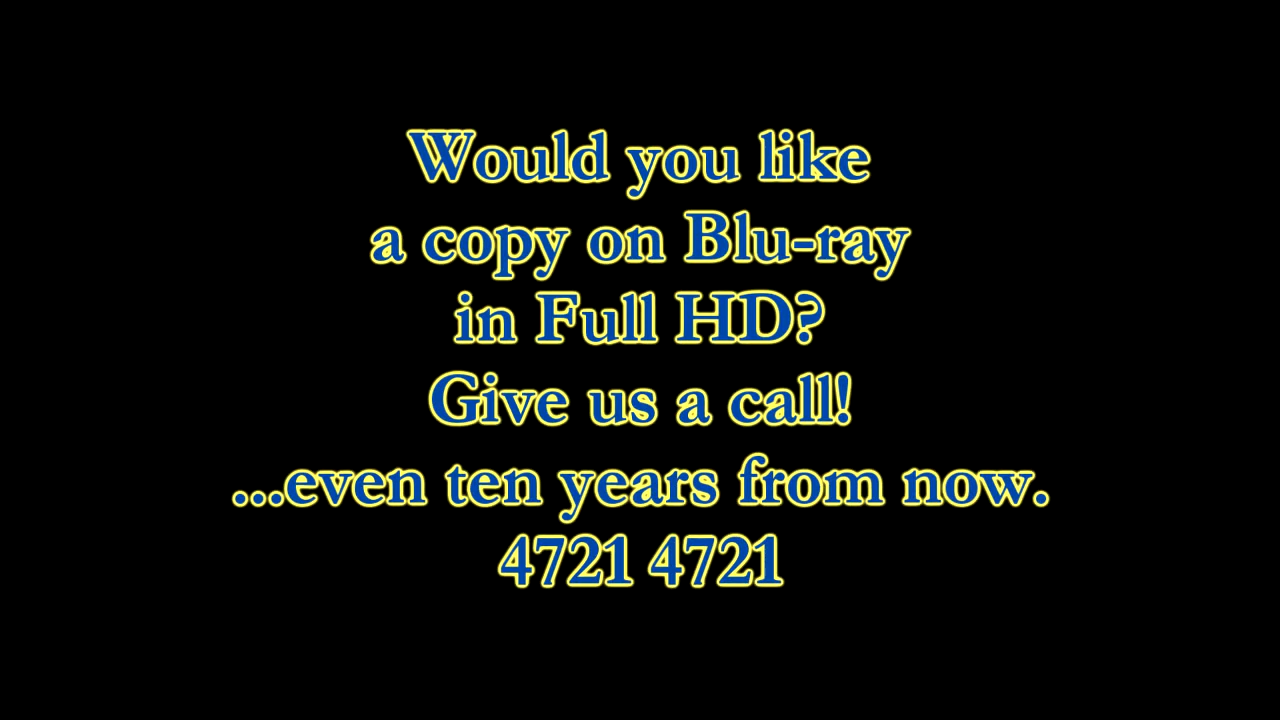 Would you like
a copy on Blu-ray
in Full HD?
Give us a call!
...even ten years from now.
4721 4721